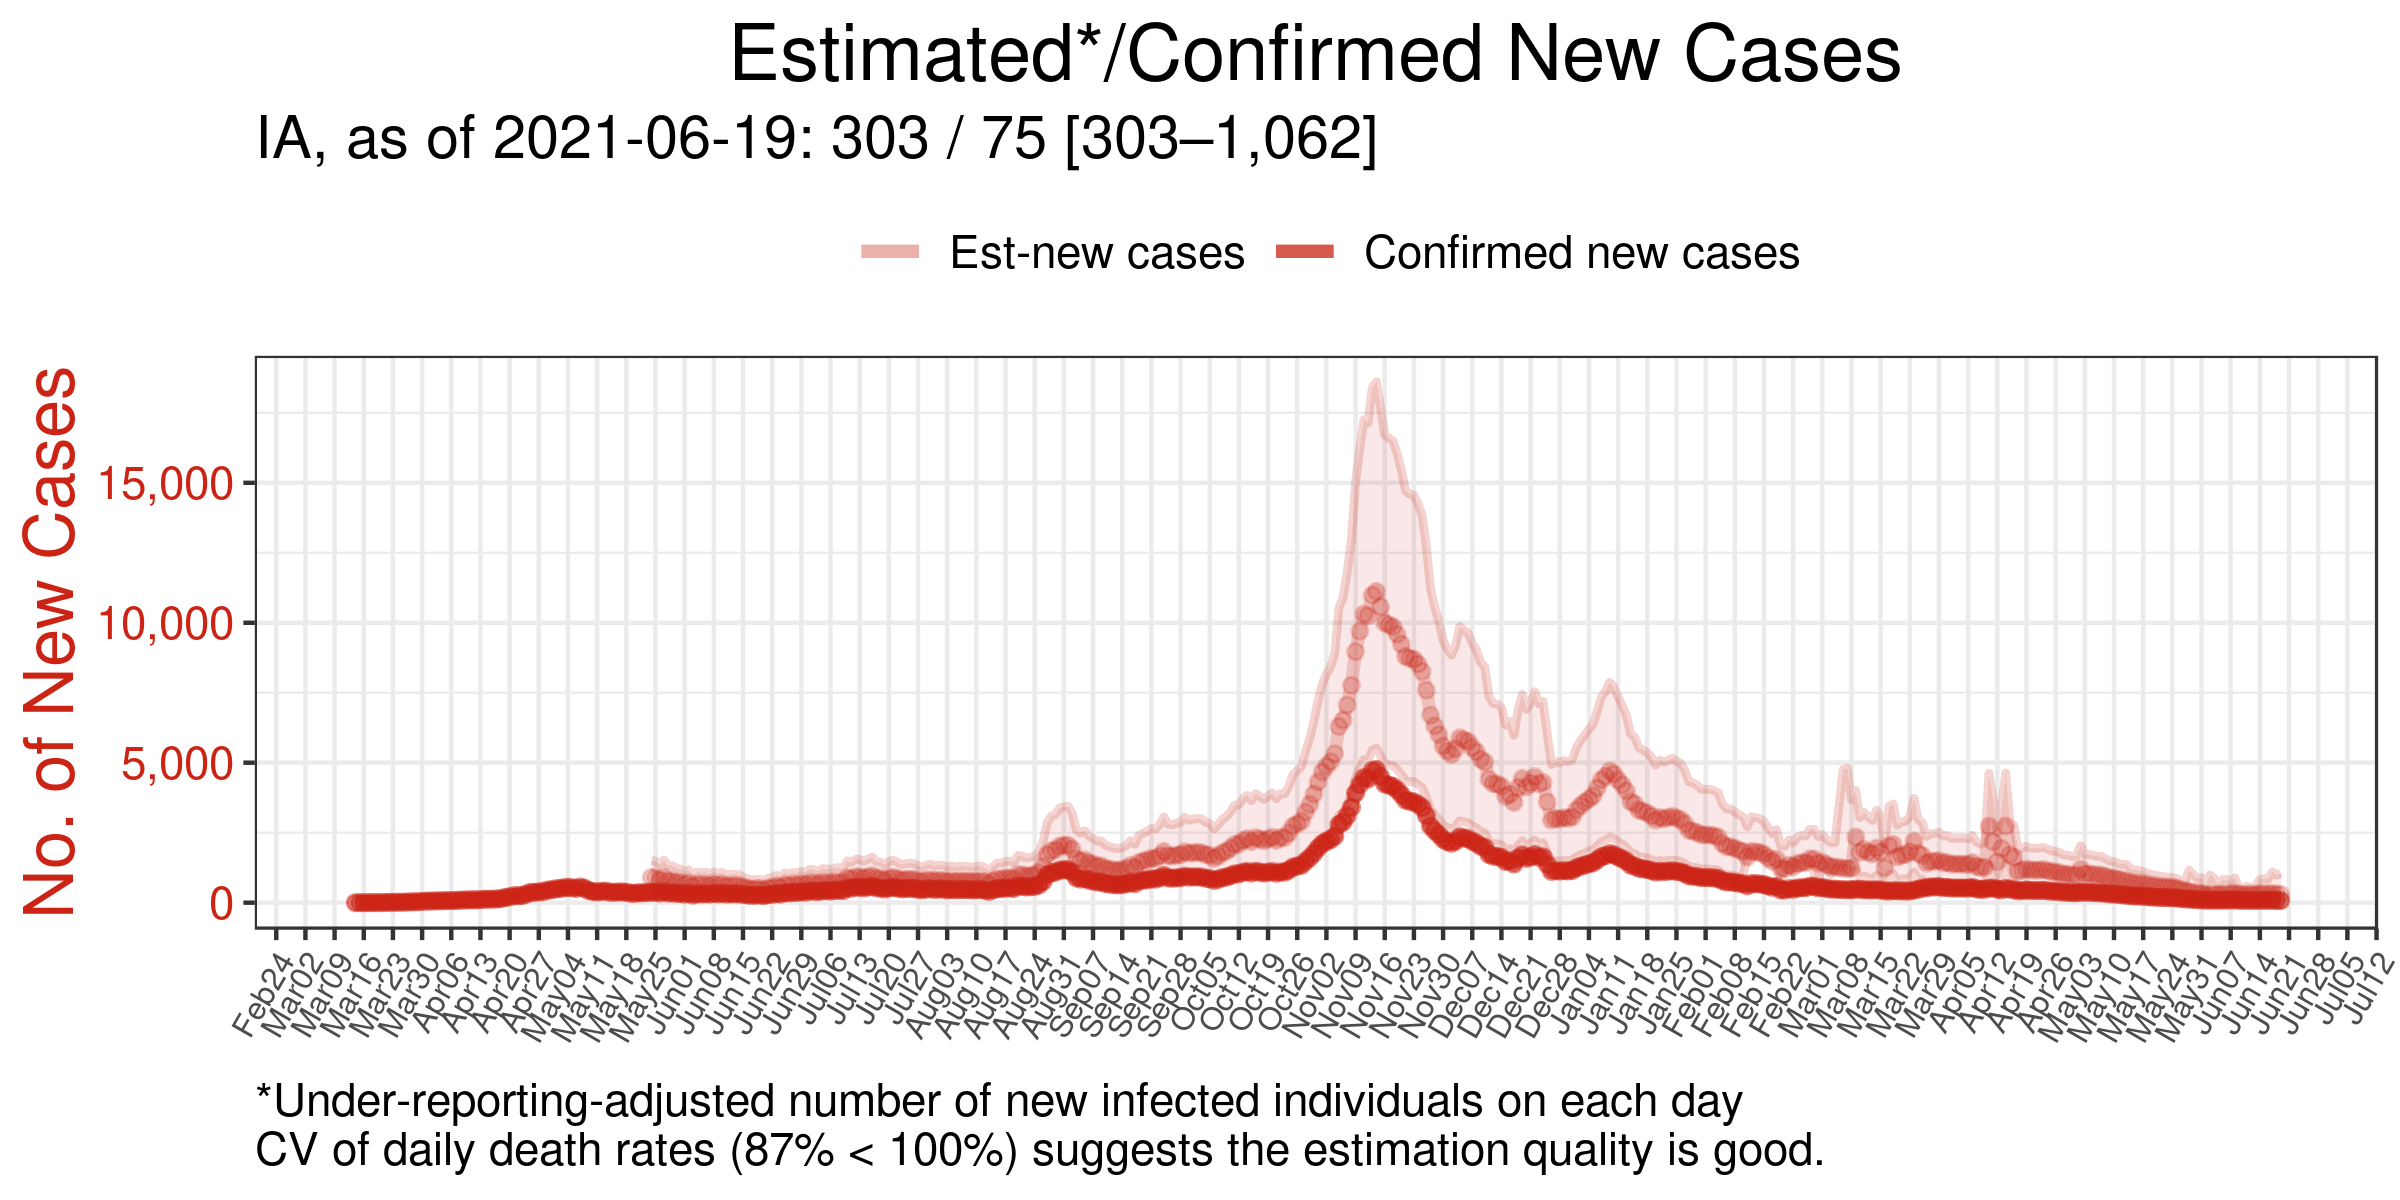 Estimated*/Confirmed New Cases
IA, as of 2021-06-19: 303 / 75 [303–1,062]
Est-new cases
Confirmed new cases
No. of New Cases
15,000
10,000
5,000
0
Feb24
Mar02
Mar09
Mar16
Mar23
Mar30
Apr06
Apr13
Apr20
Apr27
May04
May11
May18
May25
Jun01
Jun08
Jun15
Jun22
Jun29
Jul06
Jul13
Jul20
Jul27
Aug03
Aug10
Aug17
Aug24
Aug31
Sep07
Sep14
Sep21
Sep28
Oct05
Oct12
Oct19
Oct26
Nov02
Nov09
Nov16
Nov23
Nov30
Dec07
Dec14
Dec21
Dec28
Jan04
Jan11
Jan18
Jan25
Feb01
Feb08
Feb15
Feb22
Mar01
Mar08
Mar15
Mar22
Mar29
Apr05
Apr12
Apr19
Apr26
May03
May10
May17
May24
May31
Jun07
Jun14
Jun21
Jun28
Jul05
Jul12
*Under-reporting-adjusted number of new infected individuals on each day
CV of daily death rates (87% < 100%) suggests the estimation quality is good.